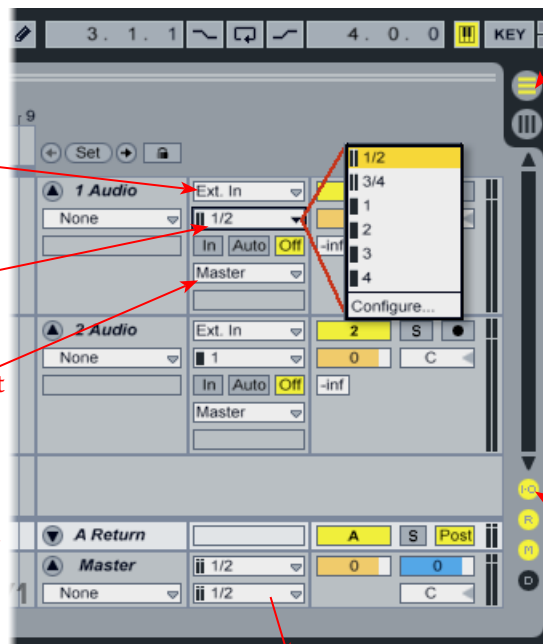 3. 1. 1 4. 0. 0 KEY
9
Set
1 Audio Ext. In
None 1/2
In Auto Off -inf
Master
1/2
3/4
1
2
3
4
Configure...
2 Audio Ext. In 2 S
None 1 0 C
In Auto Off -inf
Master
t
A Return A S Post
Master 1/2 0 0
1 None 1/2 C
I·O
R
M
D